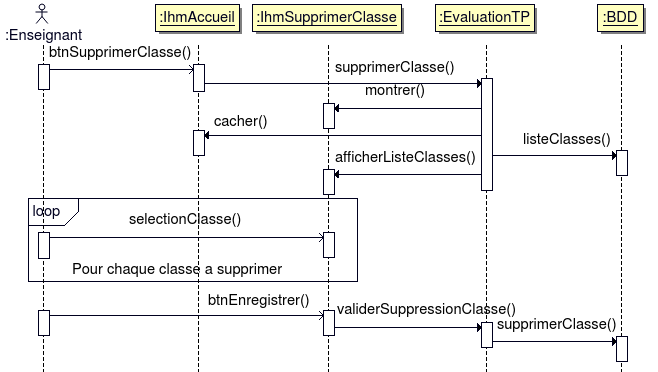 :Enseignant
:IhmAccueil
:IhmSupprimerClasse
:EvaluationTP
:BDD
btnSupprimerClasse()
supprimerClasse()
montrer()
cacher()
listeClasses()
afficherListeClasses()
loop
selectionClasse()
Pour chaque classe a supprimer
btnEnregistrer()
validerSuppressionClasse()
supprimerClasse()